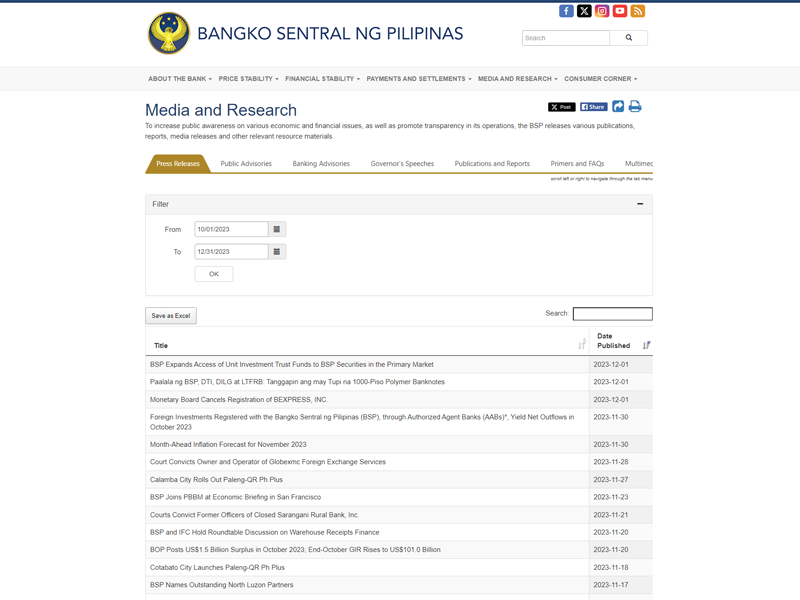 BANGKO SENTRAL NG PILIPINAS
Search
ABOUT THE BANK PRICE STABILITY FINANCIAL STABILITY PAYMENTS AND SETTLEMENTS MEDIA AND RESEARCH CONSUMER CORNER
Media and Research
X Post Share
To increase public awareness on various economic and financial issues, as well as promote transparency in its operations, the BSP releases various publications,
reports, media releases and other relevant resource materials.
Press Releases Public Advisories Banking Advisories Governor's Speeches Publications and Reports Primers and FAQs Multimec
scroll left or right to navigate through the tab menu
Filter
From 10/01/2023
To 12/31/2023
OK
Save as Excel Search:
Title Date
Published
BSP Expands Access of Unit Investment Trust Funds to BSP Securities in the Primary Market 2023-12-01
Paalala ng BSP, DTI, DILG at LTFRB: Tanggapin ang may Tupi na 1000-Piso Polymer Banknotes 2023-12-01
Monetary Board Cancels Registration of BEXPRESS, INC. 2023-12-01
Foreign Investments Registered with the Bangko Sentral ng Pilipinas (BSP), through Authorized Agent Banks (AABs)*, Yield Net Outflows in 2023-11-30
October 2023
Month-Ahead Inflation Forecast for November 2023 2023-11-30
Court Convicts Owner and Operator of Globexmc Foreign Exchange Services 2023-11-28
Calamba City Rolls Out Paleng-QR Ph Plus 2023-11-27
BSP Joins PBBM at Economic Briefing in San Francisco 2023-11-23
Courts Convict Former Officers of Closed Sarangani Rural Bank, Inc. 2023-11-21
BSP and IFC Hold Roundtable Discussion on Warehouse Receipts Finance 2023-11-20
BOP Posts US$1.5 Billion Surplus in October 2023; End-October GIR Rises to US$101.0 Billion 2023-11-20
Cotabato City Launches Paleng-QR Ph Plus 2023-11-18
BSP Names Outstanding North Luzon Partners 2023-11-17